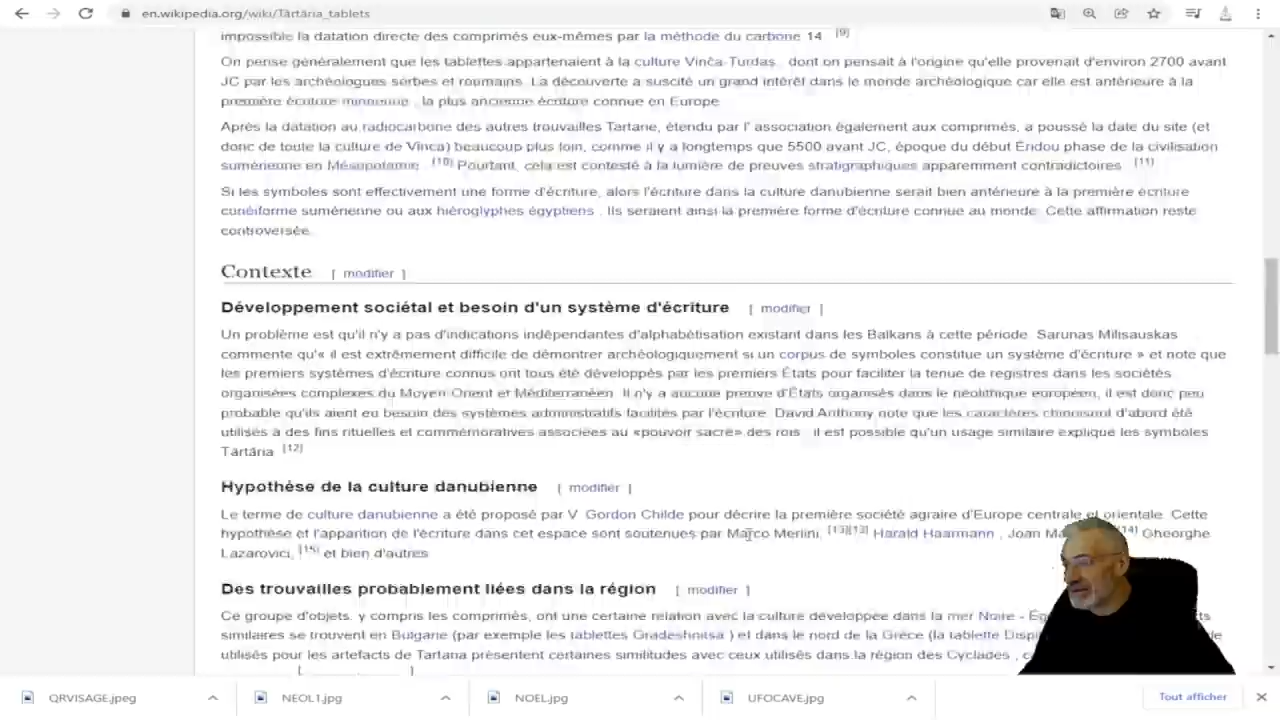 en.wikipedia.org/wiki/Tărtăria_tablets
impossible la datation directe des comprimés eux-mêmes par la méthode du carbone 14 [9]
On pense généralement que les tablettes appartenaient à la culture Vinča-Turdaș , dont on pensait à l'origine qu'elle provenait d'environ 2700 avant
JC par les archéologues serbes et roumains. La découverte a suscité un grand intérêt dans le monde archéologique car elle est antérieure à la
première écriture minoenne , la plus ancienne écriture connue en Europe.
Après la datation au radiocarbone des autres trouvailles Tartarie, étendu par l' association également aux comprimés, a poussé la date du site (et
donc de toute la culture de Vinca) beaucoup plus loin, comme il y a longtemps que 5500 avant JC, époque du début Eridou phase de la civilisation
sumérienne en Mésopotamie . [10] Pourtant, cela est contesté à la lumière de preuves stratigraphiques apparemment contradictoires . [11]
Si les symboles sont effectivement une forme d'écriture, alors l'écriture dans la culture danubienne serait bien antérieure à la première écriture
cunéiforme sumérienne ou aux hiéroglyphes égyptiens . Ils seraient ainsi la première forme d'écriture connue au monde. Cette affirmation reste
controversée.
Contexte [ modifier ]
Développement sociétal et besoin d'un système d'écriture [ modifier ]
Un problème est qu'il n'y a pas d'indications indépendantes d'alphabétisation existant dans les Balkans à cette période. Sarunas Milisauskas
commente qu'« il est extrêmement difficile de démontrer archéologiquement si un corpus de symboles constitue un système d'écriture » et note que
les premiers systèmes d'écriture connus ont tous été développés par les premiers États pour faciliter la tenue de registres dans les sociétés
organisées complexes du Moyen Orient et Méditerranéen. Il n'y a aucune preuve d'États organisés dans le néolithique européen, il est donc peu
probable qu'ils aient eu besoin des systèmes administratifs facilités par l'écriture. David Anthony note que les caractères chinois ont d'abord été
utilisés à des fins rituelles et commémoratives associées au «pouvoir sacré» des rois ; il est possible qu'un usage similaire explique les symboles
Tărtăria. [12]
Hypothèse de la culture danubienne [ modifier ]
Le terme de culture danubienne a été proposé par V. Gordon Childe pour décrire la première société agraire d'Europe centrale et orientale. Cette
hypothèse et l'apparition de l'écriture dans cet espace sont soutenues par Marco Merlini, [13][13] Harald Haarmann , Joan Ma [14] Gheorghe
Lazarovici, [15] et bien d'autres
Des trouvailles probablement liées dans la région [ modifier ]
Ce groupe d'objets, y compris les comprimés, ont une certaine relation avec la culture développée dans la mer Noire - Ég
similaires se trouvent en Bulgarie (par exemple les tablettes Gradeshnitsa ) et dans le nord de la Grèce (la tablette Dispi
utilisés pour les artefacts de Tartaria présentent certaines similitudes avec ceux utilisés dans la région des Cyclades ,
QRVISAGE.jpeg
NEOL1.jpg
NOEL.jpg
UFOCAVE.jpg
Tout afficher